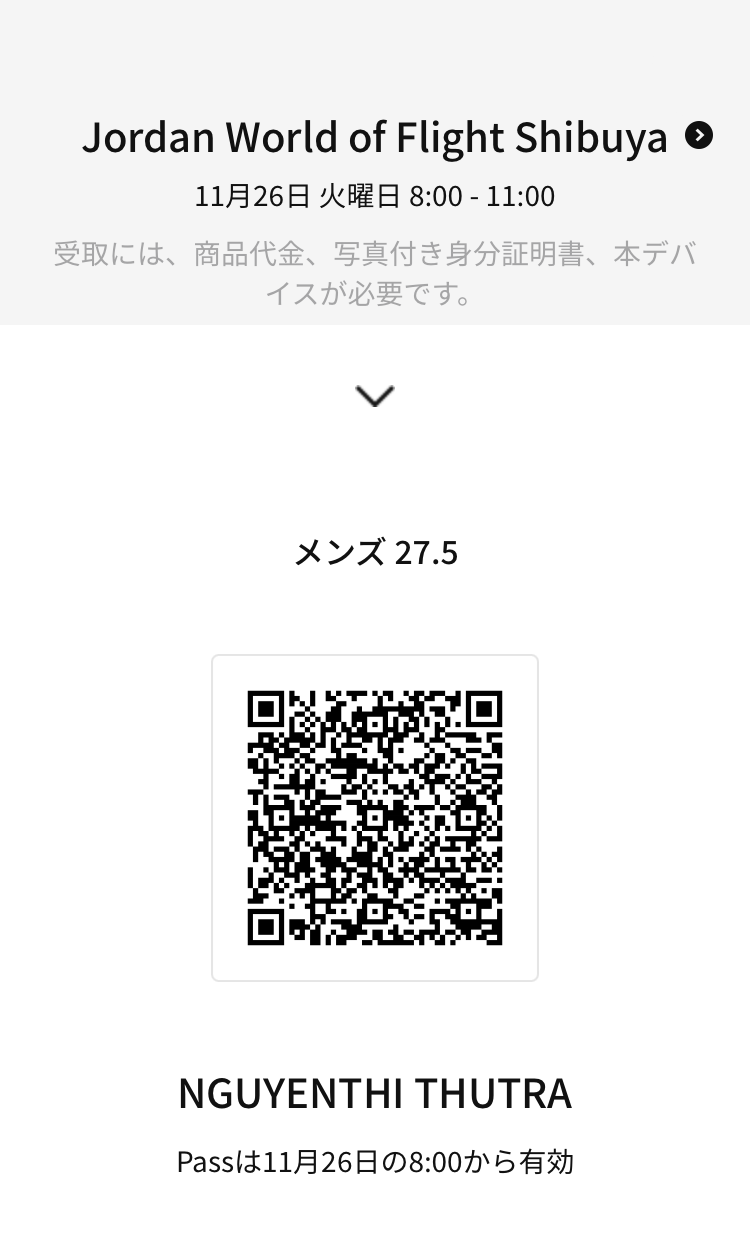 Jordan World of Flight Shibuya
11月26日 火曜日 8:00 - 11:00
受取には、商品代金、写真付き身分証明書、本デバ
イスが必要です。
メンズ 27.5
NGUYENTHI THUTRA
Passは11月26日の8:00から有効